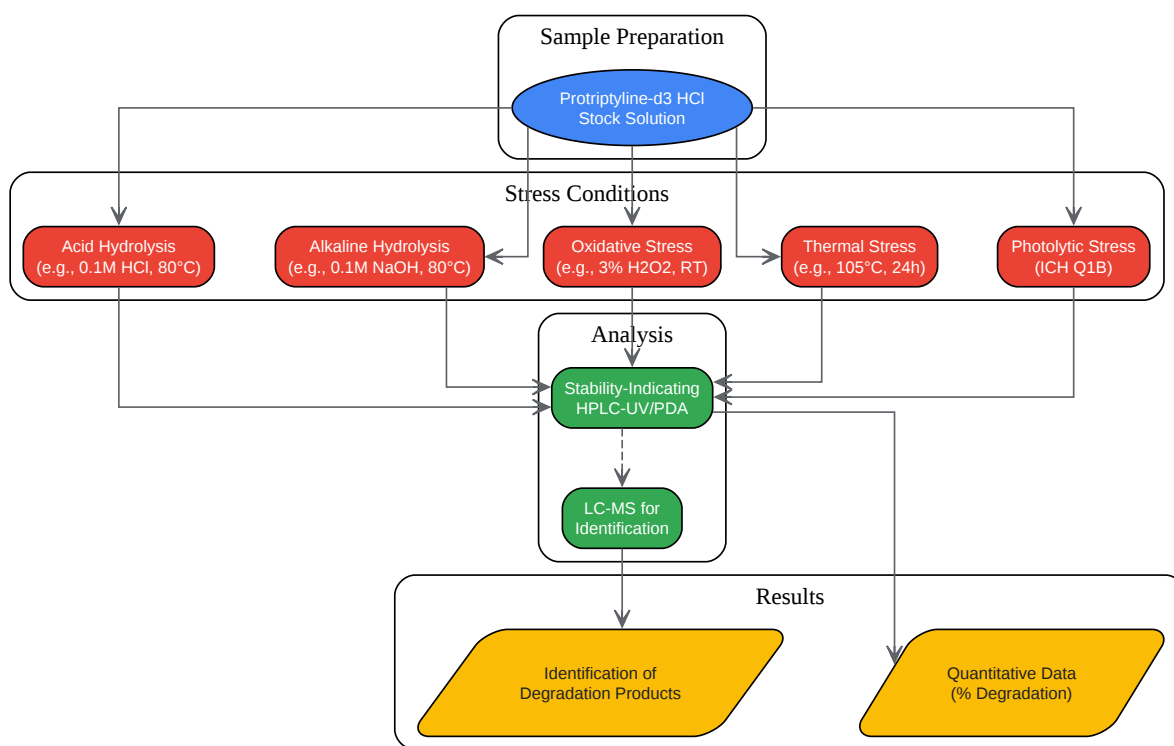 Sample Preparation
Protriptyline-d3 HCl
Stock Solution
Stress Conditions
Acid Hydrolysis
(e.g., 0.1M HCl, 80°C)
Alkaline Hydrolysis
(e.g., 0.1M NaOH, 80°C)
Oxidative Stress
(e.g., 3% H2O2, RT)
Thermal Stress
(e.g., 105°C, 24h)
Photolytic Stress
(ICH Q1B)
Analysis
Stability-Indicating
HPLC-UV/PDA
LC-MS for
Identification
Results
Identification of
Degradation Products
Quantitative Data
(% Degradation)